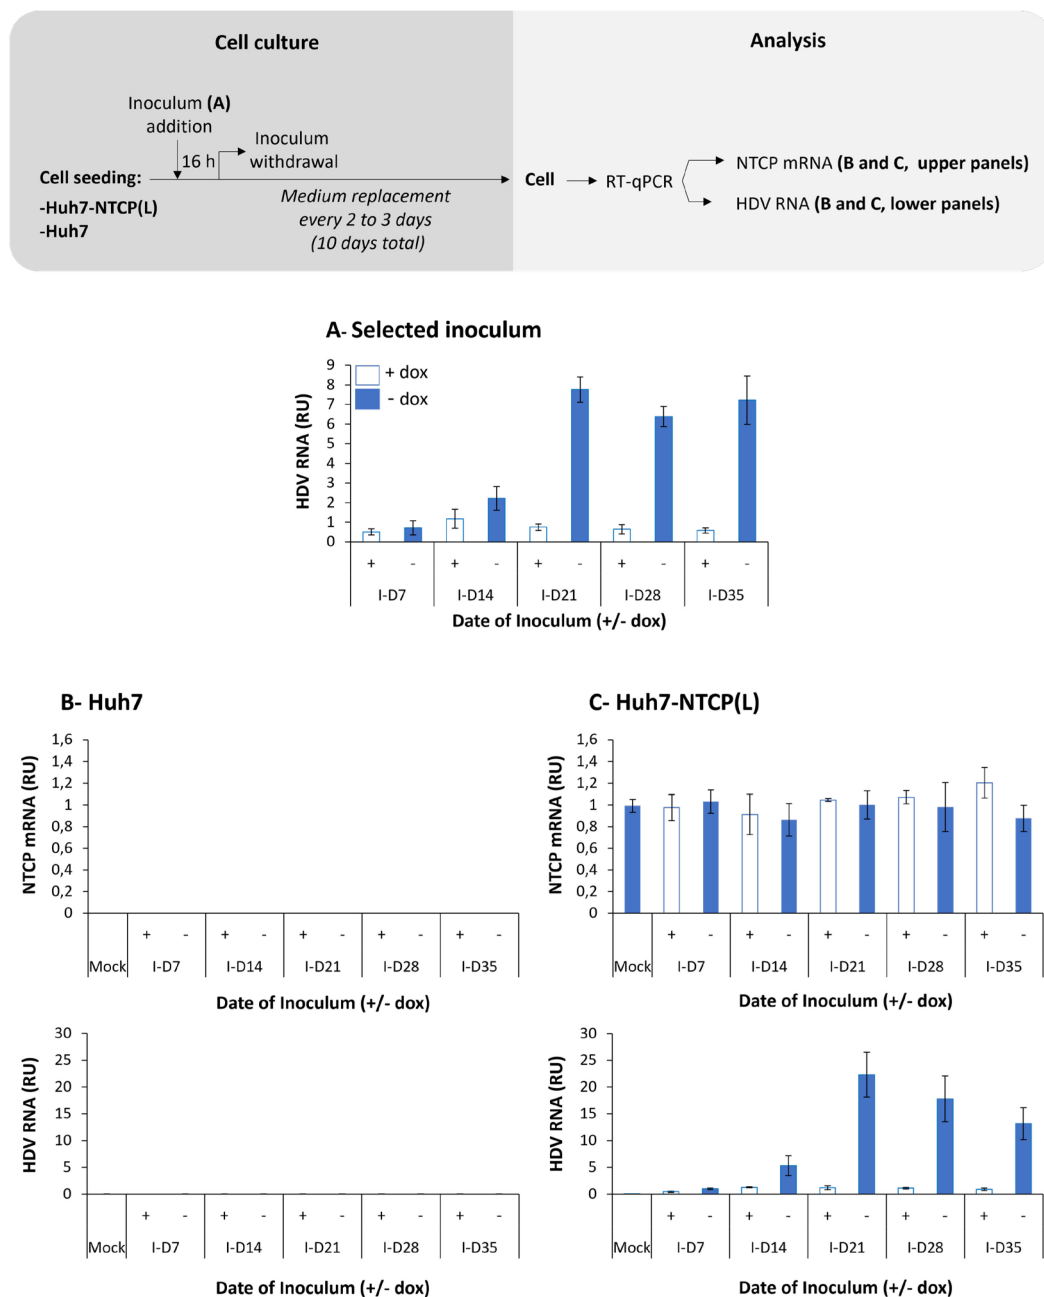 Cell culture
Analysis
Inoculum (A)
addition
16 h
Inoculum
withdrawal
Cell seeding:
-Huh7-NTCP(L)
-Huh7
Medium replacement
every 2 to 3 days
(10 days total)
Cell
RT-qPCR
NTCP mRNA (B and C, upper panels)
HDV RNA (B and C, lower panels)
A- Selected inoculum
HDV RNA (RU)
9
8
7
6
5
4
3
2
1
0
+ dox
- dox
+ - + - + - + - + -
I-D7 I-D14 I-D21 I-D28 I-D35
Date of Inoculum (+/- dox)
B- Huh7
NTCP mRNA (RU)
1,6
1,4
1,2
1
0,8
0,6
0,4
0,2
0
+ - + - + - + - + -
Mock I-D7 I-D14 I-D21 I-D28 I-D35
Date of Inoculum (+/- dox)
HDV RNA (RU)
30
25
20
15
10
5
0
+ - + - + - + - + -
Mock I-D7 I-D14 I-D21 I-D28 I-D35
Date of Inoculum (+/- dox)
C- Huh7-NTCP(L)
NTCP mRNA (RU)
1,6
1,4
1,2
1
0,8
0,6
0,4
0,2
0
+ - + - + - + - + -
Mock I-D7 I-D14 I-D21 I-D28 I-D35
Date of Inoculum (+/- dox)
HDV RNA (RU)
30
25
20
15
10
5
0
+ - + - + - + - + -
Mock I-D7 I-D14 I-D21 I-D28 I-D35
Date of Inoculum (+/- dox)